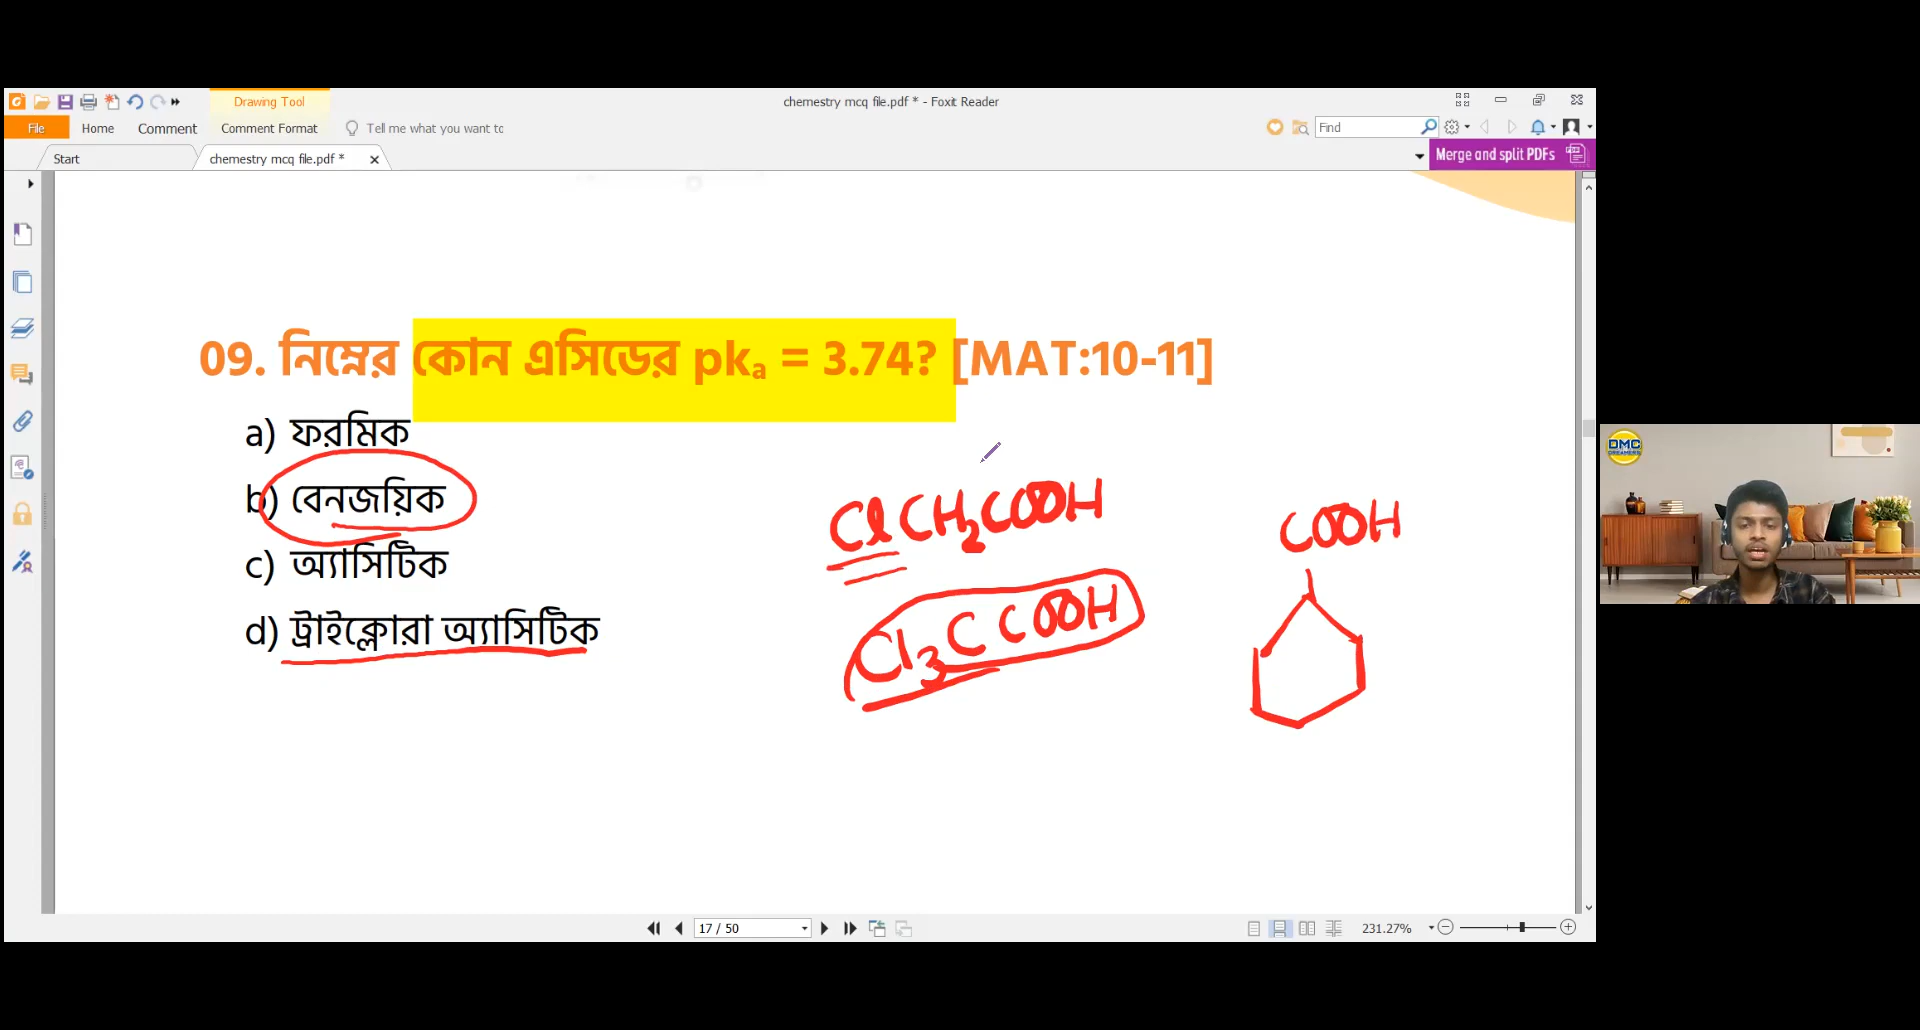 Drawing Tool
chemestry mcq file.pdf * - Foxit Reader
File Home Comment Comment Format Tell me what you want to Find
Start chemestry mcq file.pdf * Merge and split PDFs
09. নিম্নের কোন এসিডের pkₐ = 3.74? [MAT:10-11]
a) ফরমিক
b) বেনজয়িক
c) অ্যাসিটিক
d) ট্রাইক্লোরা অ্যাসিটিক
ClCH₂COOH
Cl₃CCOOH
COOH
DMC
DREAMERS
17 / 50 231.27%